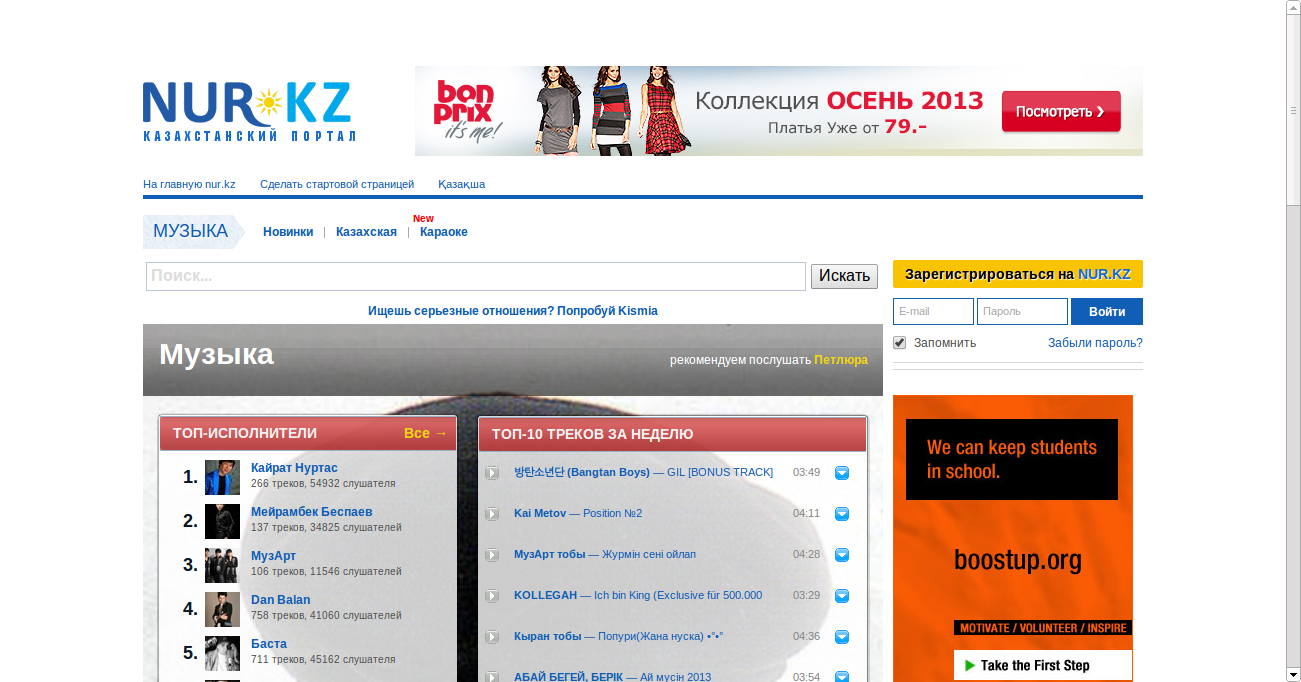 NUR KZ
КАЗАХСТАНСКИЙ ПОРТАЛ
bon prix
it's me!
Коллекция ОСЕНЬ 2013
Платья Уже от 79.-
Посмотреть ❯
На главную nur.kz
Сделать стартовой страницей
Қазақша
МУЗЫКА
Новинки | Казахская | Караоке
New
Поиск...
Искать
Зарегистрироваться на NUR.KZ
E-mail
Пароль
Войти
Запомнить
Забыли пароль?
Ищешь серьезные отношения? Попробуй Kismia
Музыка
рекомендуем послушать Петлюра
ТОП-ИСПОЛНИТЕЛИ
Все →
1. Кайрат Нуртас
266 треков, 54932 слушателя
2. Мейрамбек Беспаев
137 треков, 34825 слушателей
3. МузАрт
106 треков, 11546 слушателей
4. Dan Balan
758 треков, 41060 слушателей
5. Баста
711 треков, 45162 слушателя
ТОП-10 ТРЕКОВ ЗА НЕДЕЛЮ
방탄소년단 (Bangtan Boys) — GIL [BONUS TRACK] 03:49
Kai Metov — Position №2 04:11
МузАрт тобы — Журмін сені ойлап 04:28
KOLLEGAH — Ich bin King (Exclusive für 500.000 03:29
Кыран тобы — Попури(Жана нуска) •°•° 04:36
АБАЙ БЕГЕЙ, БЕРІК — Ай мусін 2013 03:54
We can keep students
in school.
boostup.org
MOTIVATE / VOLUNTEER / INSPIRE
Take the First Step